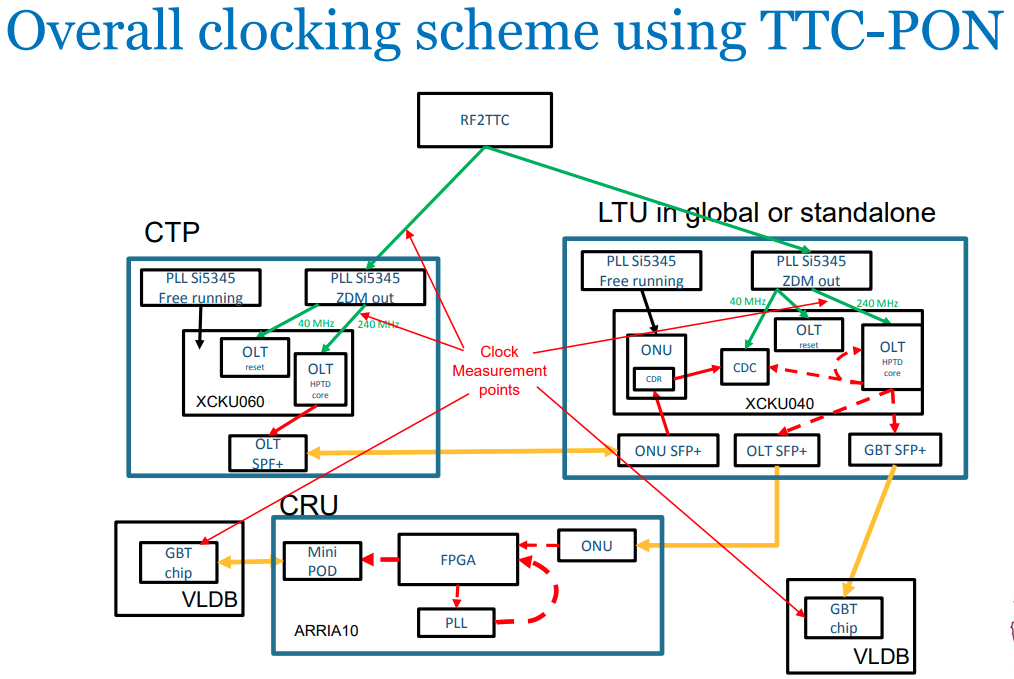 Overall clocking scheme using TTC-PON
RF2TTC
CTP
PLL Si5345
Free running
PLL Si5345
ZDM out
40 MHz
240 MHz
OLT
reset
OLT
HPTD
core
XCKU060
OLT
SPF+
LTU in global or standalone
PLL Si5345
Free running
PLL Si5345
ZDM out
40 MHz
240 MHz
ONU
CDR
CDC
OLT
reset
OLT
HPTD
core
XCKU040
ONU SFP+
OLT SFP+
GBT SFP+
Clock
Measurement
points
CRU
GBT
chip
VLDB
Mini
POD
FPGA
ONU
PLL
ARRIA10
GBT
chip
VLDB